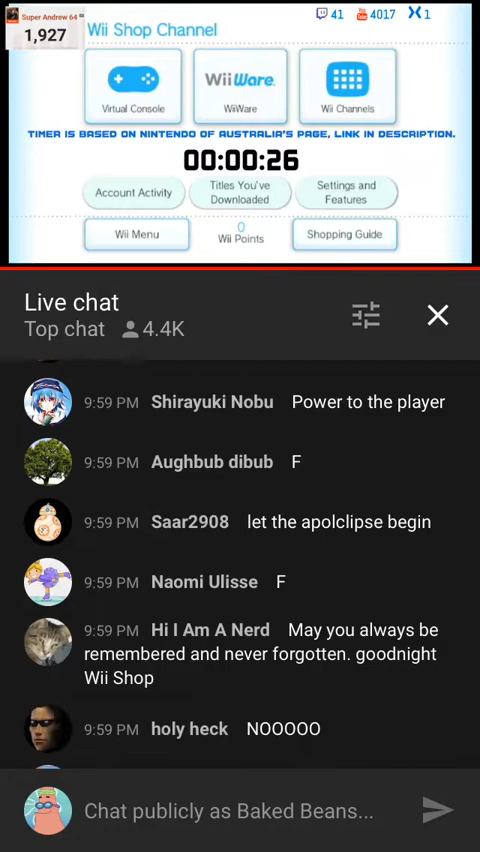 Super Andrew 64
1,927
41 4017 1
Wii Shop Channel
WiiWare
Virtual Console WiiWare Wii Channels
TIMER IS BASED ON NINTENDO OF AUSTRALIA'S PAGE, LINK IN DESCRIPTION.
00:00:26
Account Activity
Titles You've
Downloaded
Settings and
Features
Wii Menu
0
Wii Points
Shopping Guide
Live chat
Top chat 4.4K
9:59 PM Shirayuki Nobu Power to the player
9:59 PM Aughbub dibub F
9:59 PM Saar2908 let the apolclipse begin
9:59 PM Naomi Ulisse F
9:59 PM Hi I Am A Nerd May you always be
remembered and never forgotten. goodnight
Wii Shop
9:59 PM holy heck NOOOOO
Chat publicly as Baked Beans...